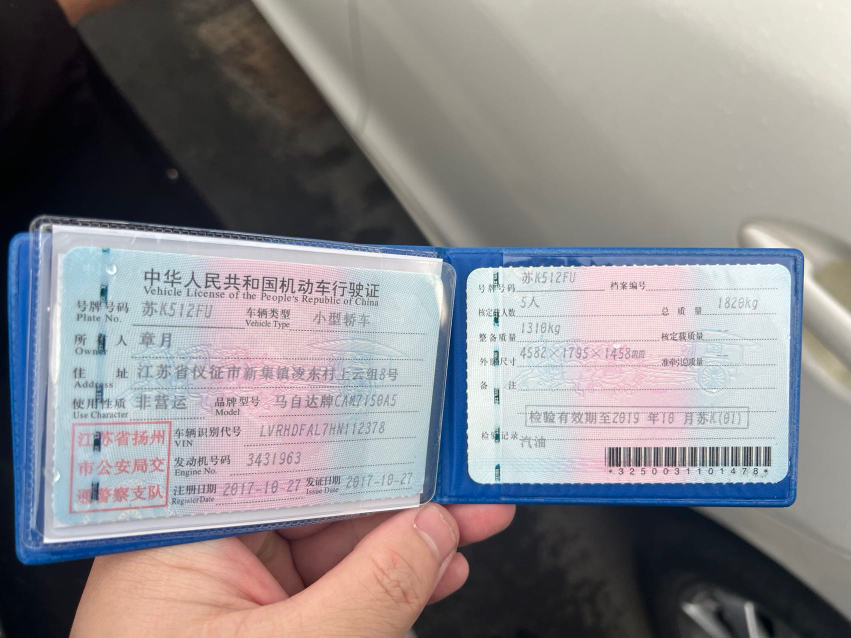 中华人民共和国机动车行驶证
Vehicle License of the People's Republic of China
号牌号码 苏K512FU 车辆类型 小型轿车
Plate No. Vehicle Type
所有人 章月
Owner
住址 江苏省仪征市新集镇凌东村上云组8号
Address
使用性质 非营运 品牌型号 马自达牌CAM7150A5
Use Character Model
江苏省扬州
市公安局交
通警察支队
车辆识别代号 LVRHDFAL7HN112378
VIN
发动机号码 3431963
Engine No.
注册日期 2017-10-27 发证日期 2017-10-27
Register Date Issue Date
号牌号码 苏K512FU 档案编号
核定载人数 5人 总质量 1820kg
整备质量 1310kg 核定载质量 --
外廓尺寸 4582×1795×1458mm 准牵引总质量 --
备注
检验有效期至2019年10月苏K(01)
检验记录
汽油
*3250031101478*